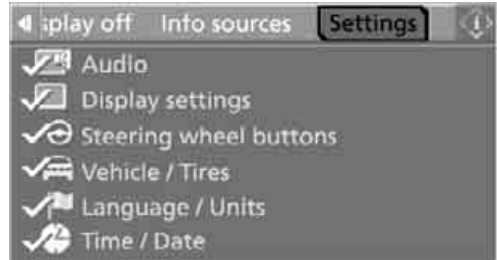 splay off Info sources Settings
Audio
Display settings
Steering wheel buttons
Vehicle / Tires
Language / Units
Time / Date